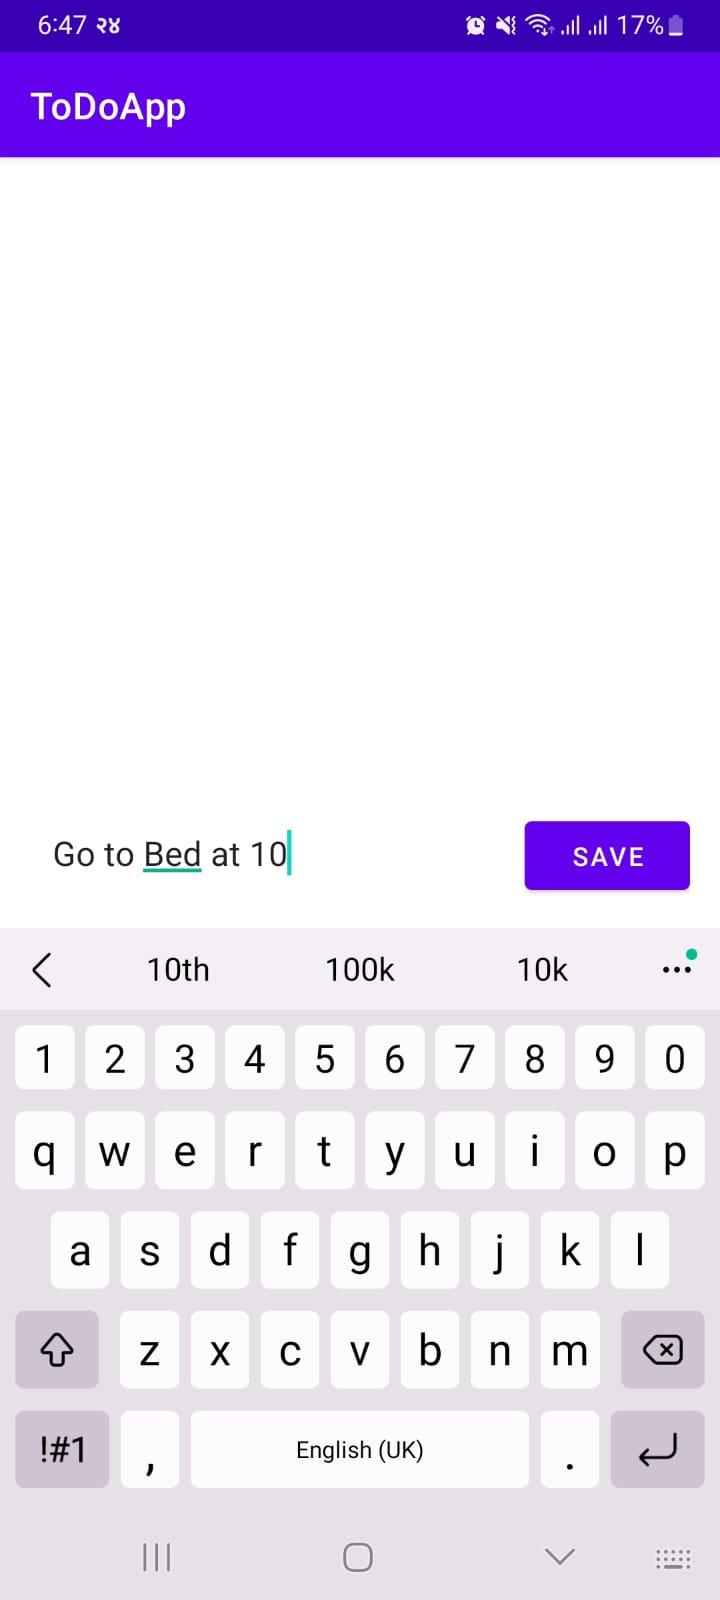 6:47 २४ 17%
ToDoApp
Go to Bed at 10 SAVE
10th 100k 10k
1 2 3 4 5 6 7 8 9 0
q w e r t y u i o p
a s d f g h j k l
z x c v b n m
!#1 , English (UK) .